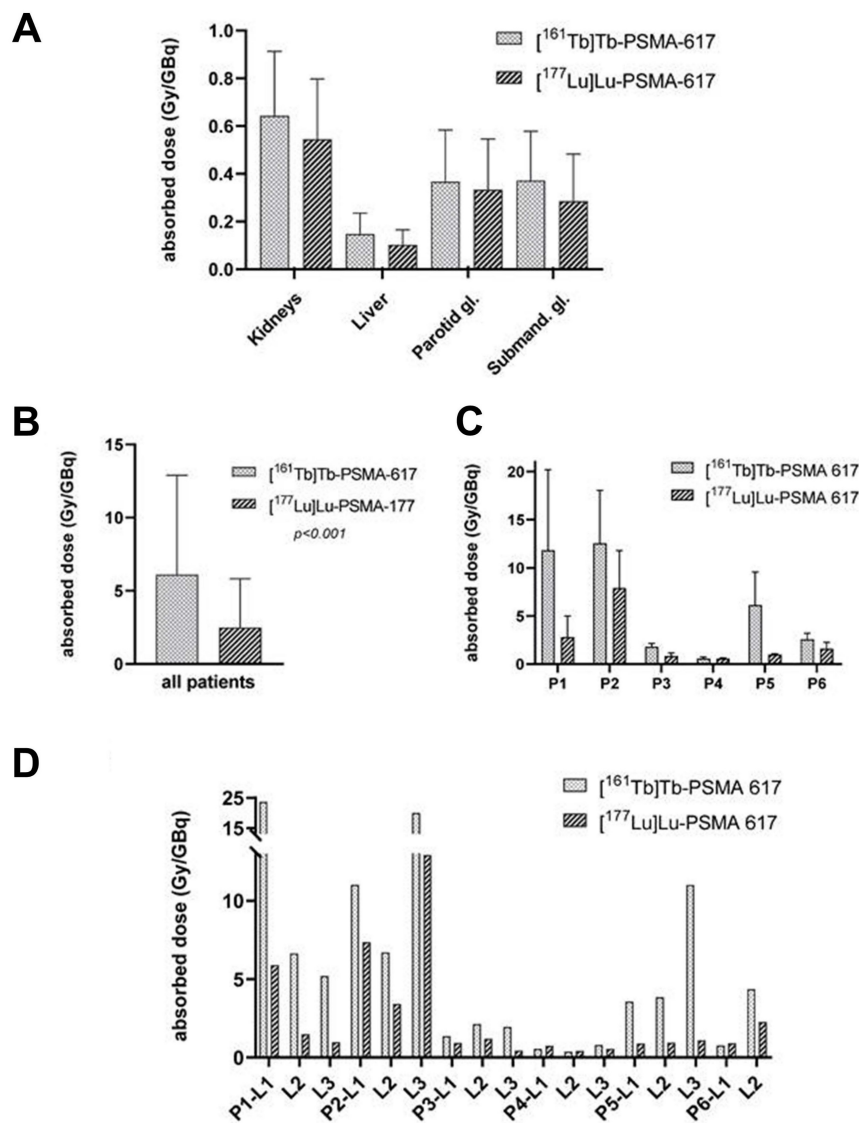 A
[161Tb]Tb-PSMA-617
[177Lu]Lu-PSMA-617
absorbed dose (Gy/GBq)
1.0
0.8
0.6
0.4
0.2
0.0
Kidneys
Liver
Parotid gl.
Submand. gl.
B
[161Tb]Tb-PSMA-617
[177Lu]Lu-PSMA-177
p<0.001
absorbed dose (Gy/GBq)
15
10
5
0
all patients
C
[161Tb]Tb-PSMA 617
[177Lu]Lu-PSMA 617
absorbed dose (Gy/GBq)
20
15
10
5
0
P1 P2 P3 P4 P5 P6
D
[161Tb]Tb-PSMA 617
[177Lu]Lu-PSMA 617
absorbed dose (Gy/GBq)
25
15
10
5
0
P1-L1
L2
L3
P2-L1
L2
L3
P3-L1
L2
L3
P4-L1
L2
L3
P5-L1
L2
L3
P6-L1
L2